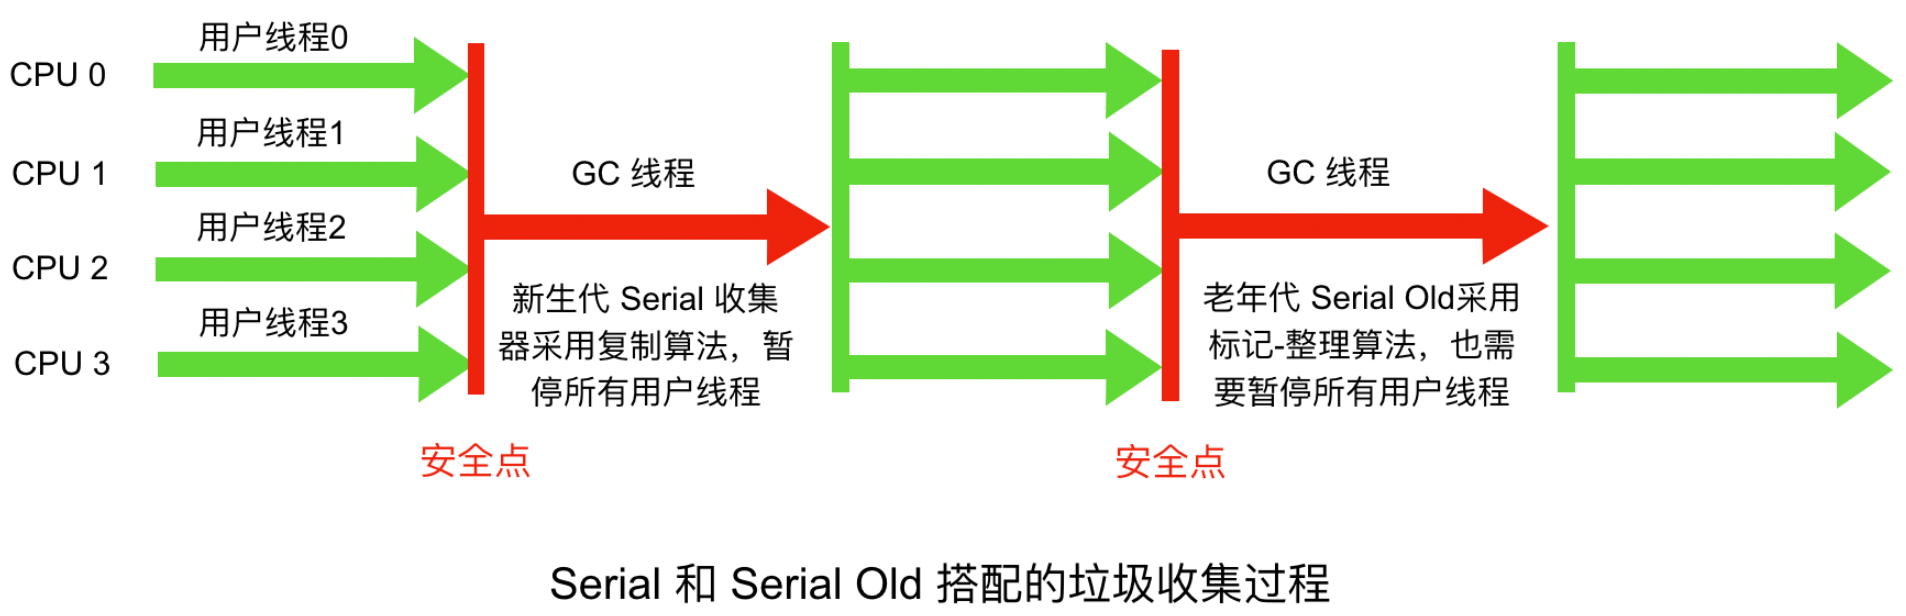 用户线程0
CPU 0
用户线程1
CPU 1
用户线程2
CPU 2
用户线程3
CPU 3
GC 线程
新生代 Serial 收集
器采用复制算法，暂
停所有用户线程
安全点
GC 线程
老年代 Serial Old采用
标记-整理算法，也需
要暂停所有用户线程
安全点
Serial 和 Serial Old 搭配的垃圾收集过程